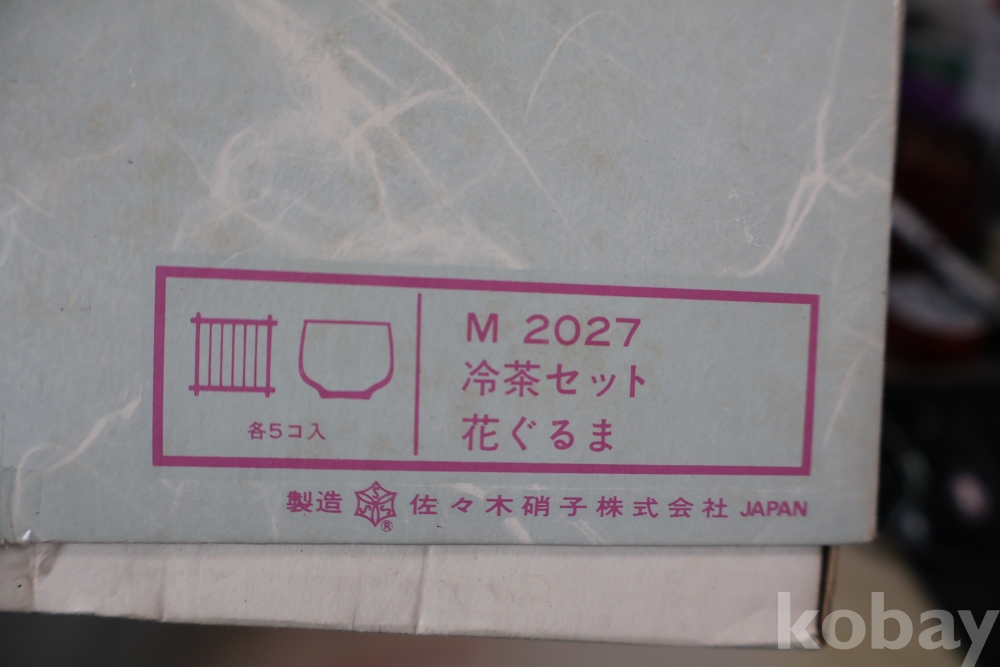 M 2027
冷茶セット
花ぐるま
各5コ入
製造 佐々木硝子株式会社 JAPAN
kobay